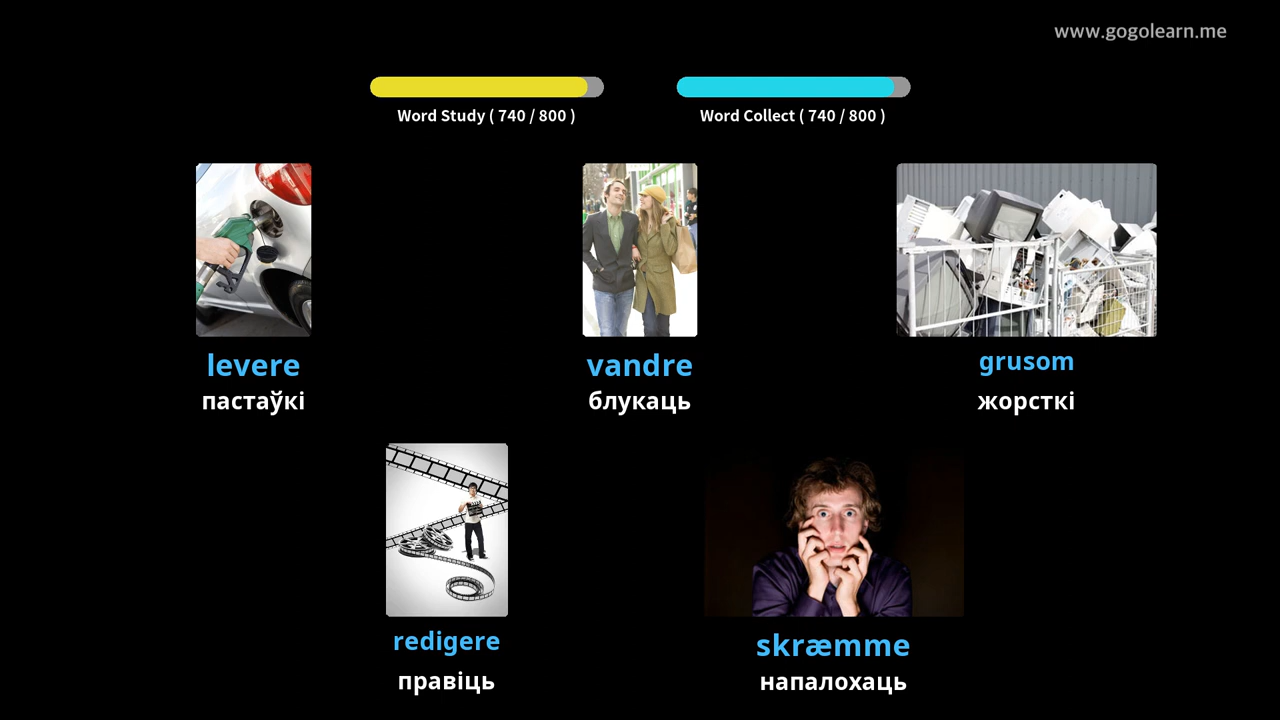 www.gogolearn.me
Word Study ( 740 / 800 )
Word Collect ( 740 / 800 )
levere
пастаўкі
vandre
блукаць
grusom
жорсткі
redigere
правіць
skræmme
напалохаць